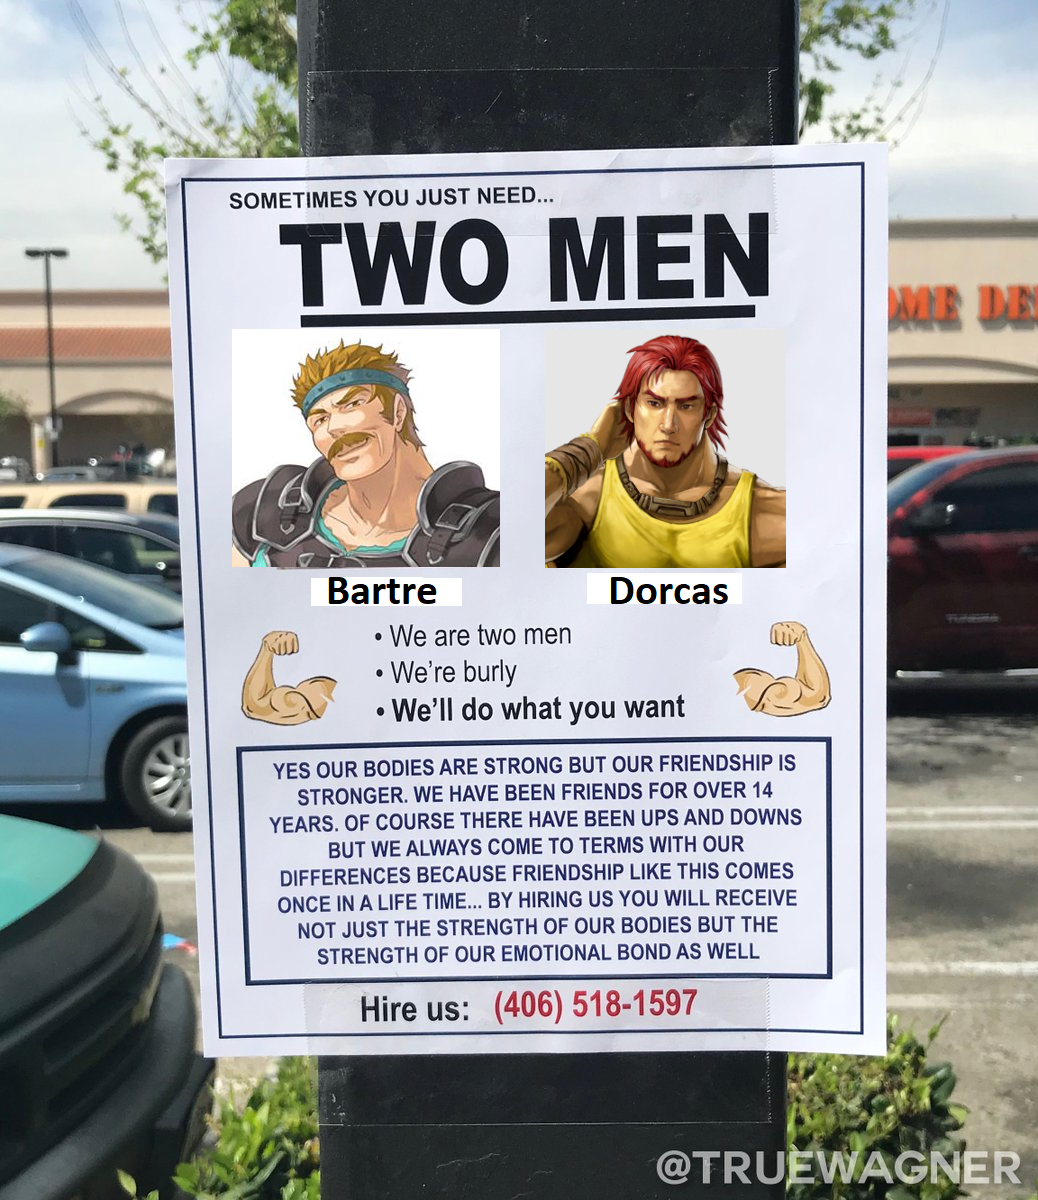 SOMETIMES YOU JUST NEED...
TWO MEN
Bartre
Dorcas
• We are two men
• We're burly
• We'll do what you want
YES OUR BODIES ARE STRONG BUT OUR FRIENDSHIP IS
STRONGER. WE HAVE BEEN FRIENDS FOR OVER 14
YEARS. OF COURSE THERE HAVE BEEN UPS AND DOWNS
BUT WE ALWAYS COME TO TERMS WITH OUR
DIFFERENCES BECAUSE FRIENDSHIP LIKE THIS COMES
ONCE IN A LIFE TIME... BY HIRING US YOU WILL RECEIVE
NOT JUST THE STRENGTH OF OUR BODIES BUT THE
STRENGTH OF OUR EMOTIONAL BOND AS WELL
Hire us: (406) 518-1597
OME DE
TUNDRA
@TRUEWAGNER